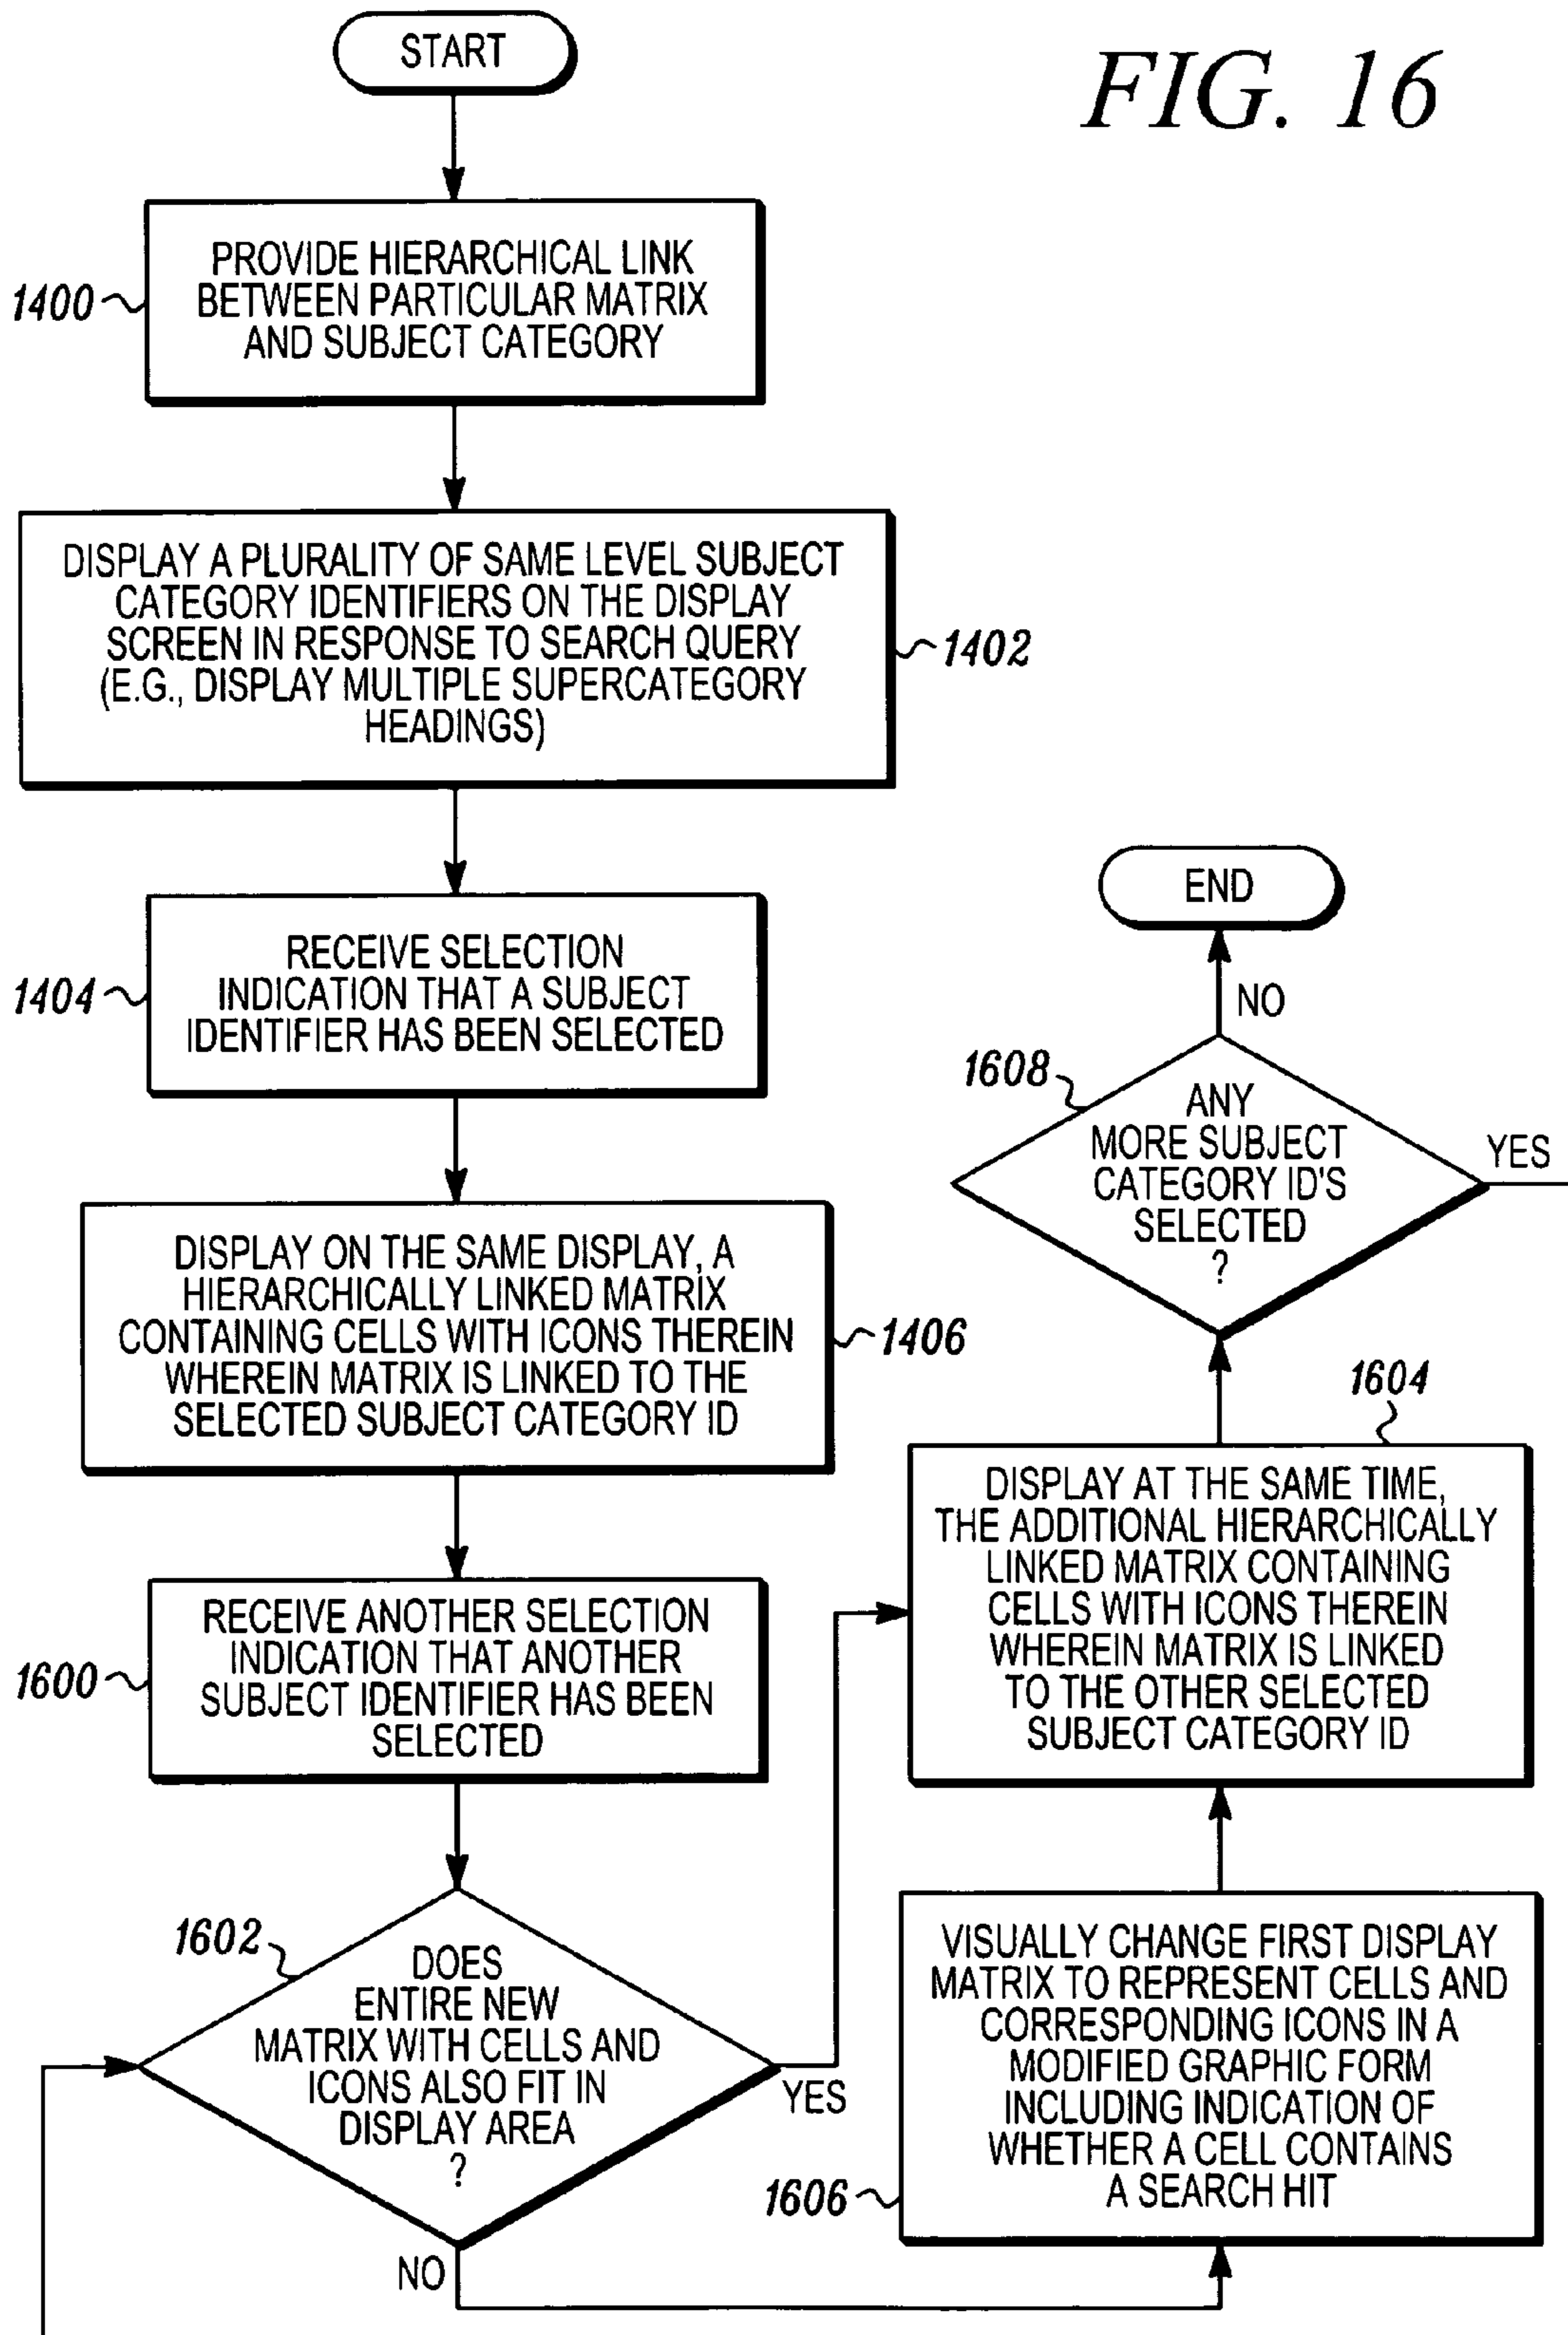 START
FIG. 16
PROVIDE HIERARCHICAL LINK
BETWEEN PARTICULAR MATRIX
AND SUBJECT CATEGORY
1400
DISPLAY A PLURALITY OF SAME LEVEL SUBJECT
CATEGORY IDENTIFIERS ON THE DISPLAY
SCREEN IN RESPONSE TO SEARCH QUERY
(E.G., DISPLAY MULTIPLE SUPERCATEGORY
HEADINGS)
1402
RECEIVE SELECTION
INDICATION THAT A SUBJECT
IDENTIFIER HAS BEEN SELECTED
1404
DISPLAY ON THE SAME DISPLAY, A
HIERARCHICALLY LINKED MATRIX
CONTAINING CELLS WITH ICONS THEREIN
WHEREIN MATRIX IS LINKED TO THE
SELECTED SUBJECT CATEGORY ID
1406
RECEIVE ANOTHER SELECTION
INDICATION THAT ANOTHER
SUBJECT IDENTIFIER HAS BEEN
SELECTED
1600
1602
DOES
ENTIRE NEW
MATRIX WITH CELLS AND
ICONS ALSO FIT IN
DISPLAY AREA
?
YES
NO
VISUALLY CHANGE FIRST DISPLAY
MATRIX TO REPRESENT CELLS AND
CORRESPONDING ICONS IN A
MODIFIED GRAPHIC FORM
INCLUDING INDICATION OF
WHETHER A CELL CONTAINS
A SEARCH HIT
1606
1604
DISPLAY AT THE SAME TIME,
THE ADDITIONAL HIERARCHICALLY
LINKED MATRIX CONTAINING
CELLS WITH ICONS THEREIN
WHEREIN MATRIX IS LINKED
TO THE OTHER SELECTED
SUBJECT CATEGORY ID
1608
ANY
MORE SUBJECT
CATEGORY ID'S
SELECTED
?
YES
NO
END